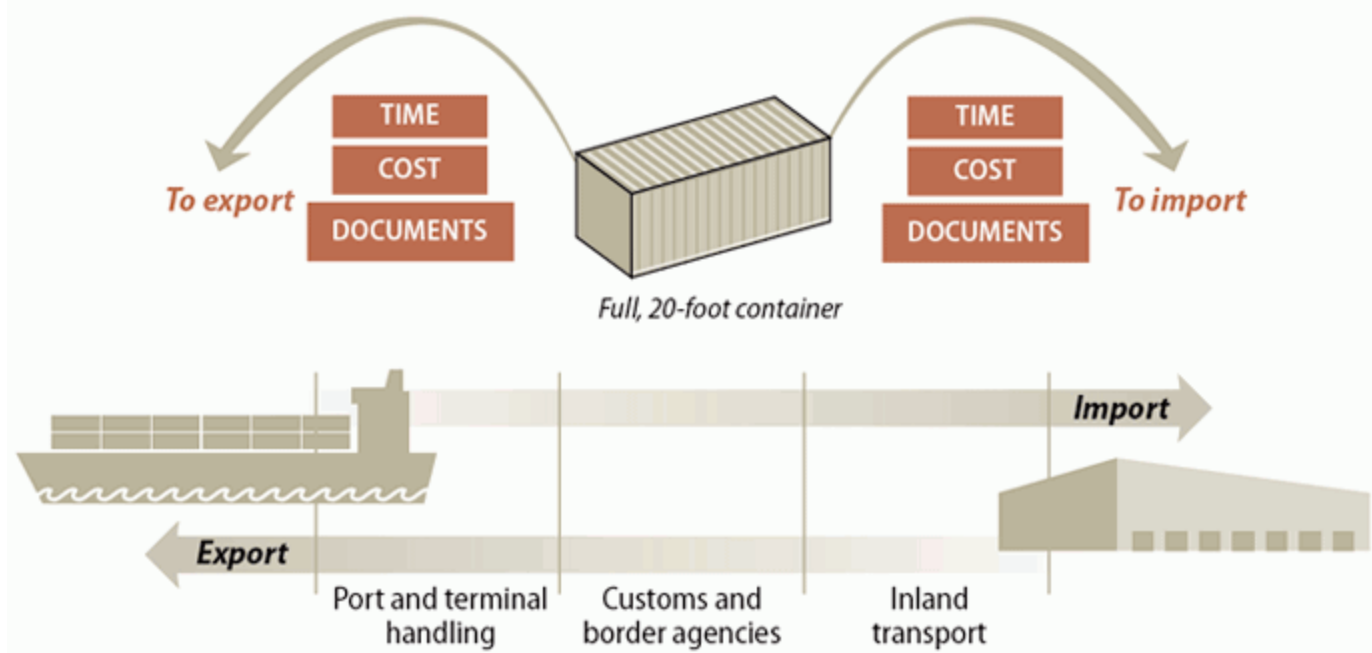 TIME
COST
DOCUMENTS
To export
TIME
COST
DOCUMENTS
To import
Full, 20-foot container
Import
Export
Port and terminal
handling
Customs and
border agencies
Inland
transport